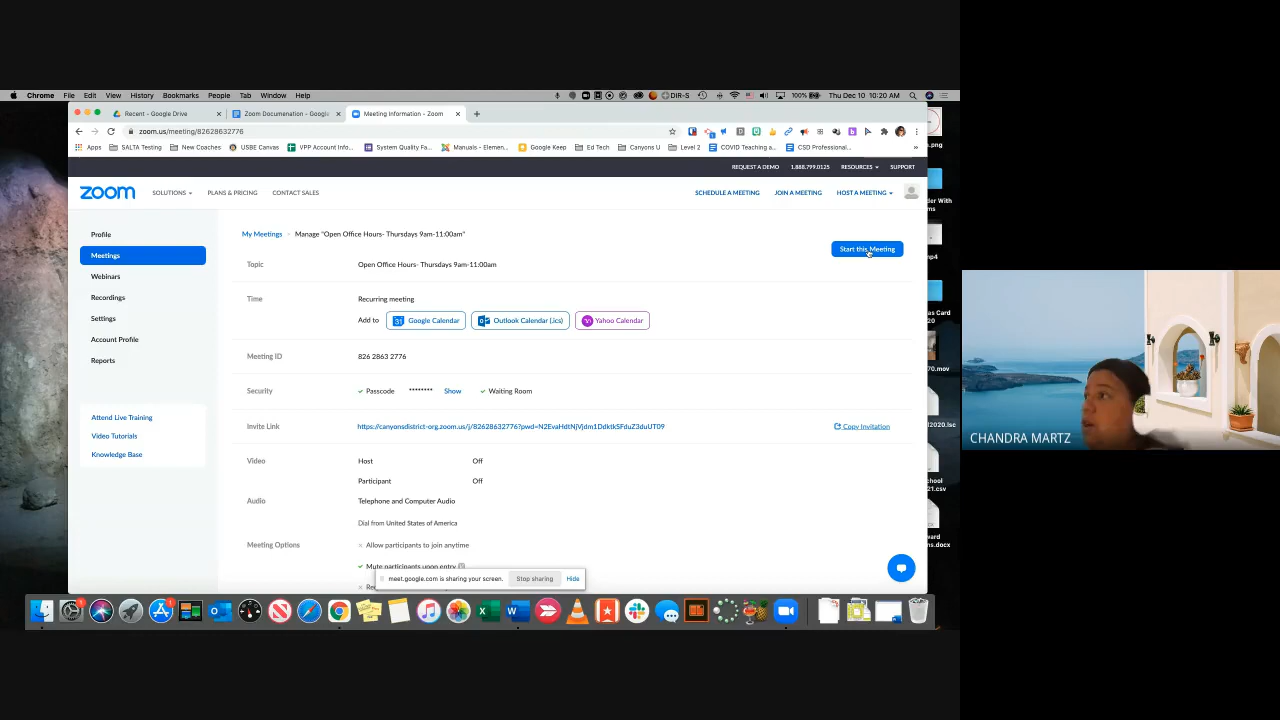 Chrome File Edit View History Bookmarks People Tab Window Help DIR-S 100% Thu Dec 10 10:20 AM
Recent - Google Drive Zoom Documenation - Google Meeting Information - Zoom
zoom.us/meeting/82628632776
Apps SALTA Testing New Coaches USBE Canvas VPP Account Info... System Quality Fa... Manuals - Elemen... Google Keep Ed Tech Canyons U Level 2 COVID Teaching a... CSD Professional...
REQUEST A DEMO 1.888.799.0125 RESOURCES SUPPORT
zoom SOLUTIONS PLANS & PRICING CONTACT SALES SCHEDULE A MEETING JOIN A MEETING HOST A MEETING
Profile
Meetings
Webinars
Recordings
Settings
Account Profile
Reports
Attend Live Training
Video Tutorials
Knowledge Base
My Meetings > Manage "Open Office Hours- Thursdays 9am-11:00am"
Start this Meeting
Topic Open Office Hours- Thursdays 9am-11:00am
Time Recurring meeting
Add to 31 Google Calendar Outlook Calendar (.ics) Yahoo Calendar
Meeting ID 826 2863 2776
Security Passcode ******** Show Waiting Room
Invite Link https://canyonsdistrict-org.zoom.us/j/82628632776?pwd=N2EvaHdtNjVjdm1DdktkSFduZ3duUT09 Copy Invitation
Video Host Off
Participant Off
Audio Telephone and Computer Audio
Dial from United States of America
Meeting Options Allow participants to join anytime
Mute participants upon entry
meet.google.com is sharing your screen. Stop sharing Hide
CHANDRA MARTZ